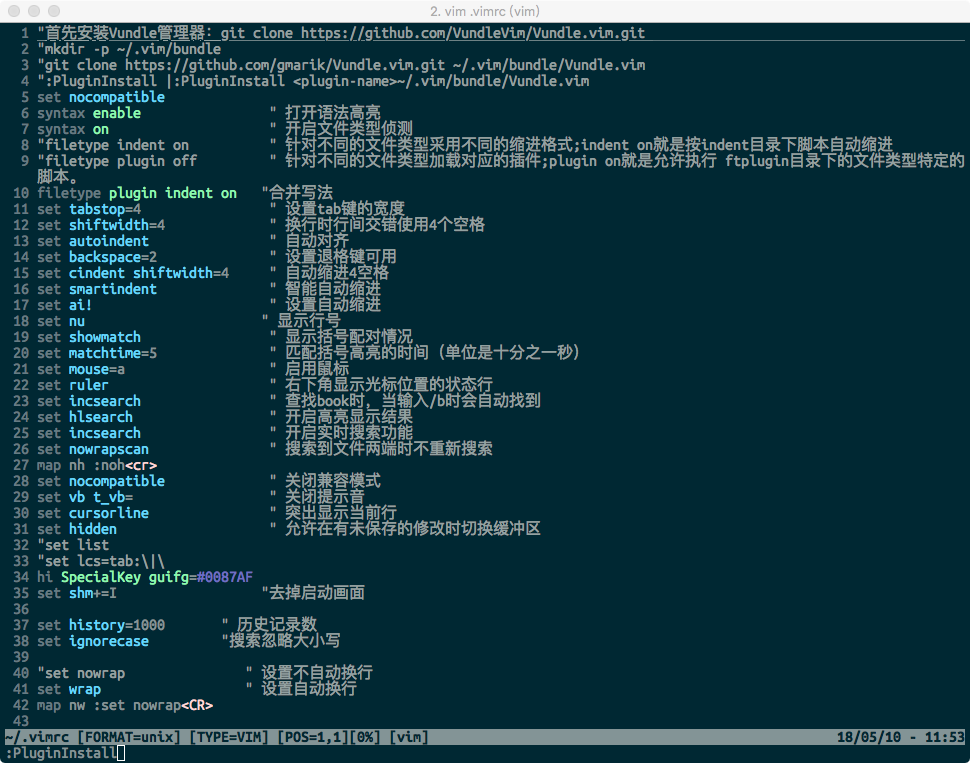 2. vim .vimrc (vim)
1 "首先安装Vundle管理器: git clone https://github.com/VundleVim/Vundle.vim.git
2 "mkdir -p ~/.vim/bundle
3 "git clone https://github.com/gmarik/Vundle.vim.git ~/.vim/bundle/Vundle.vim
4 ":PluginInstall |:PluginInstall <plugin-name>~/.vim/bundle/Vundle.vim
5 set nocompatible
6 syntax enable " 打开语法高亮
7 syntax on " 开启文件类型侦测
8 "filetype indent on " 针对不同的文件类型采用不同的缩进格式;indent on就是按indent目录下脚本自动缩进
9 "filetype plugin off " 针对不同的文件类型加载对应的插件;plugin on就是允许执行 ftplugin目录下的文件类型特定的
脚本。
10 filetype plugin indent on "合并写法
11 set tabstop=4 " 设置tab键的宽度
12 set shiftwidth=4 " 换行时行间交错使用4个空格
13 set autoindent " 自动对齐
14 set backspace=2 " 设置退格键可用
15 set cindent shiftwidth=4 " 自动缩进4空格
16 set smartindent " 智能自动缩进
17 set ai! " 设置自动缩进
18 set nu " 显示行号
19 set showmatch " 显示括号配对情况
20 set matchtime=5 " 匹配括号高亮的时间（单位是十分之一秒）
21 set mouse=a " 启用鼠标
22 set ruler " 右下角显示光标位置的状态行
23 set incsearch " 查找book时，当输入/b时会自动找到
24 set hlsearch " 开启高亮显示结果
25 set incsearch " 开启实时搜索功能
26 set nowrapscan " 搜索到文件两端时不重新搜索
27 map nh :noh<cr>
28 set nocompatible " 关闭兼容模式
29 set vb t_vb= " 关闭提示音
30 set cursorline " 突出显示当前行
31 set hidden " 允许在有未保存的修改时切换缓冲区
32 "set list
33 "set lcs=tab:\|\
34 hi SpecialKey guifg=#0087AF
35 set shm+=I "去掉启动画面
36
37 set history=1000 " 历史记录数
38 set ignorecase "搜索忽略大小写
39
40 "set nowrap " 设置不自动换行
41 set wrap " 设置自动换行
42 map nw :set nowrap<CR>
43
~/.vimrc [FORMAT=unix] [TYPE=VIM] [POS=1,1][0%] [vim] 18/05/10 - 11:53
:PluginInstall